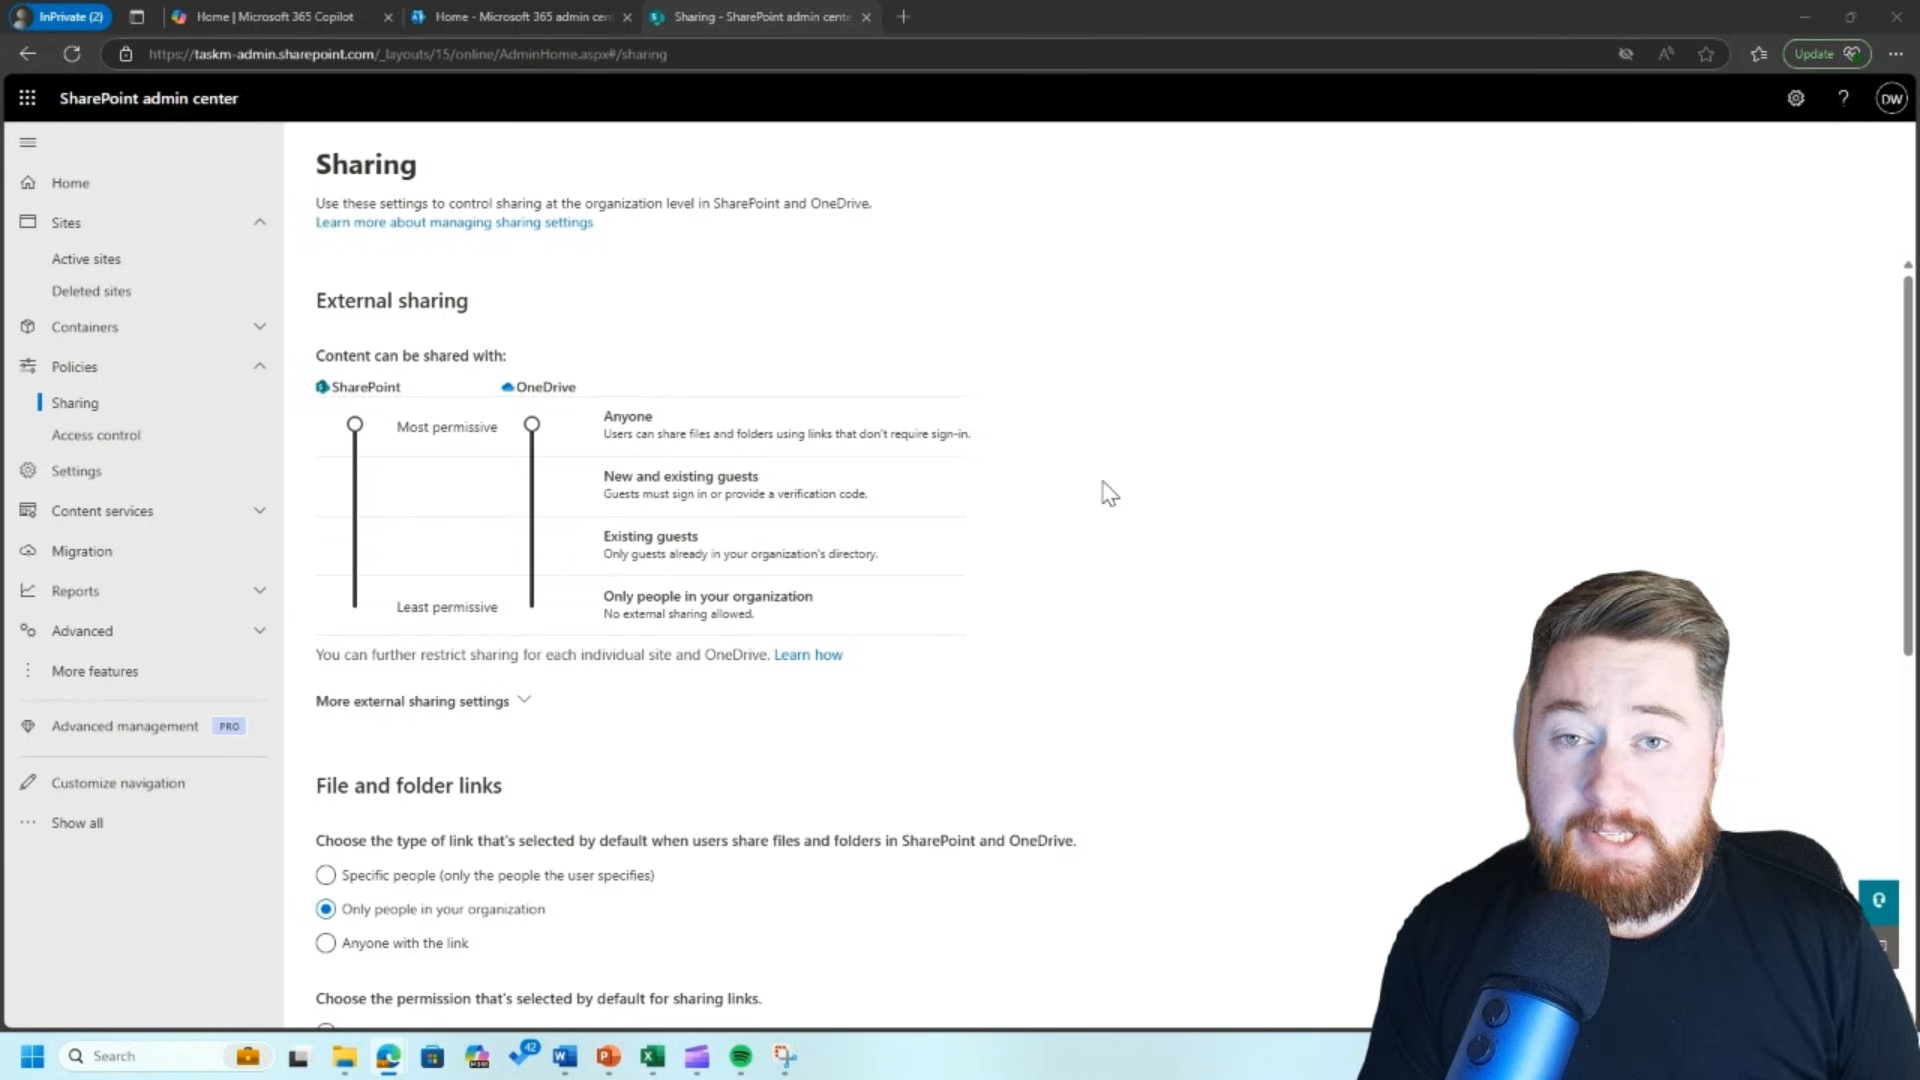 InPrivate (2)
Home | Microsoft 365 Copilot
Home - Microsoft 365 admin cen
Sharing - SharePoint admin cente
https://taskm-admin.sharepoint.com/_layouts/15/online/AdminHome.aspx#/sharing
Update
SharePoint admin center
DW
Home
Sites
Active sites
Deleted sites
Containers
Policies
Sharing
Access control
Settings
Content services
Migration
Reports
Advanced
More features
Advanced management PRO
Customize navigation
Show all
Sharing
Use these settings to control sharing at the organization level in SharePoint and OneDrive.
Learn more about managing sharing settings
External sharing
Content can be shared with:
SharePoint
OneDrive
Most permissive
Anyone
Users can share files and folders using links that don't require sign-in.
New and existing guests
Guests must sign in or provide a verification code.
Existing guests
Only guests already in your organization's directory.
Least permissive
Only people in your organization
No external sharing allowed.
You can further restrict sharing for each individual site and OneDrive. Learn how
More external sharing settings
File and folder links
Choose the type of link that's selected by default when users share files and folders in SharePoint and OneDrive.
Specific people (only the people the user specifies)
Only people in your organization
Anyone with the link
Choose the permission that's selected by default for sharing links.
Search
42